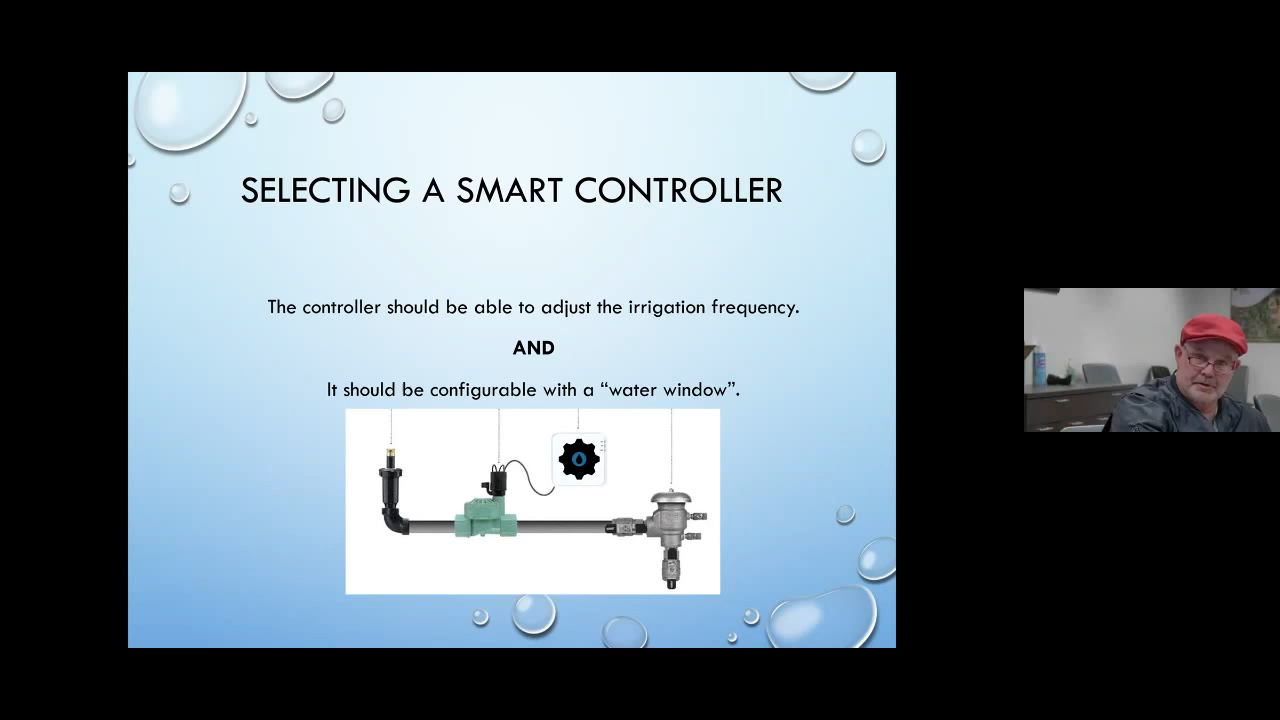 SELECTING A SMART CONTROLLER
The controller should be able to adjust the irrigation frequency.
AND
It should be configurable with a “water window”.